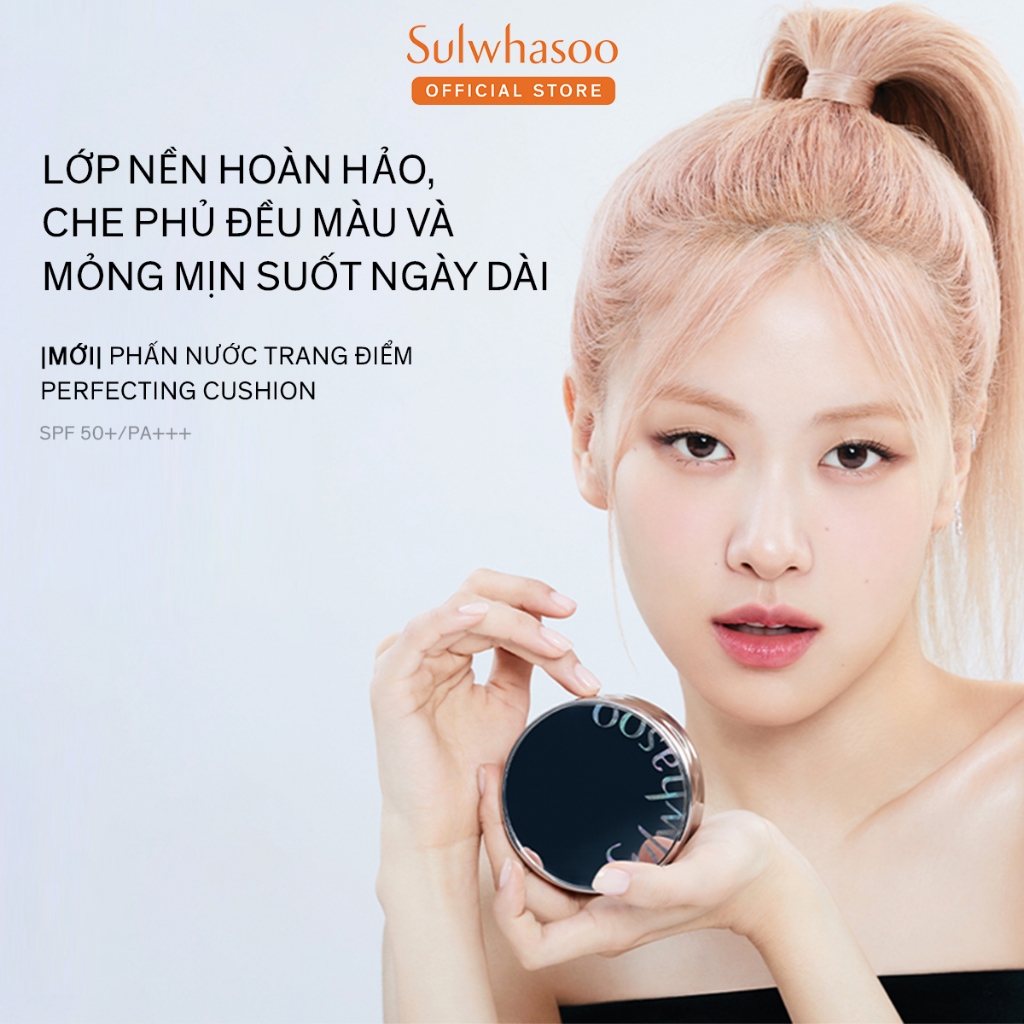 Sulwhasoo
OFFICIAL STORE
LỚP NỀN HOÀN HẢO,
CHE PHỦ ĐỀU MÀU VÀ
MỎNG MỊN SUỐT NGÀY DÀI
|MỚI| PHẤN NƯỚC TRANG ĐIỂM
PERFECTING CUSHION
SPF 50+/PA+++
Sulwhasoo